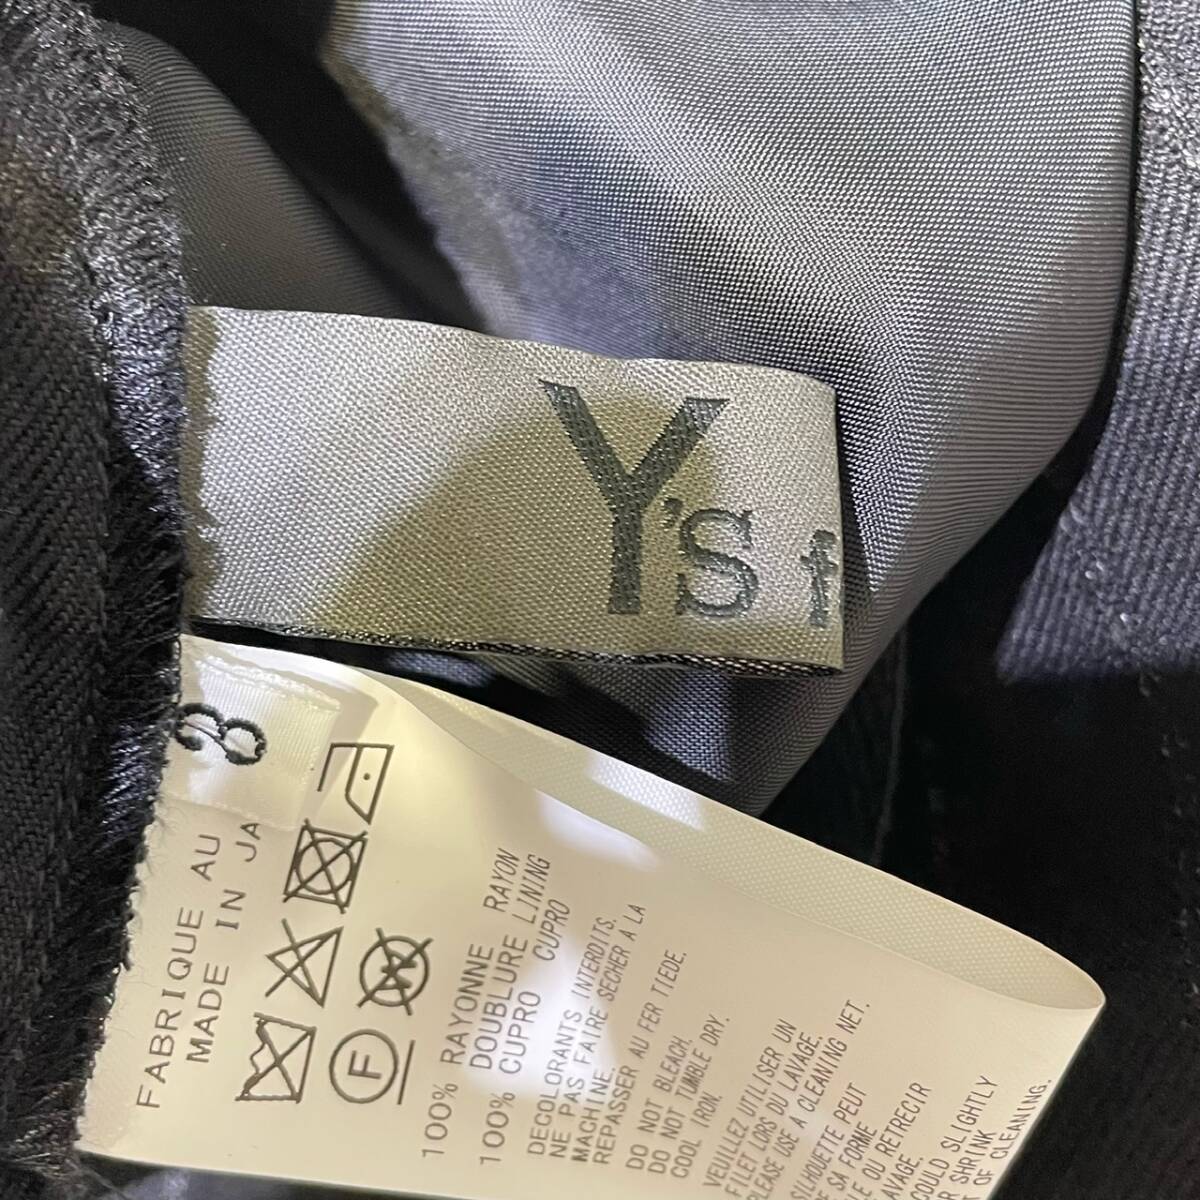 Y's f
3
FABRIQUE AU
MADE IN JA
F
W
100% RAYONNE RAYON
DOUBLURE LINING
100% CUPRO CUPRO
DECOLORANTS INTERDITS.
NE PAS FAIRE SECHER A LA
MACHINE.
REPASSER AU FER TIEDE.
DO NOT BLEACH.
DO NOT TUMBLE DRY.
COOL IRON.
VEUILLEZ UTILISER UN
FILET LORS DU LAVAGE.
PLEASE USE A CLEANING NET.
SILHOUETTE PEUT
SA FORME
OU RETRECIR
COULD SLIGHTLY
SHRINK
OF CLEANING.